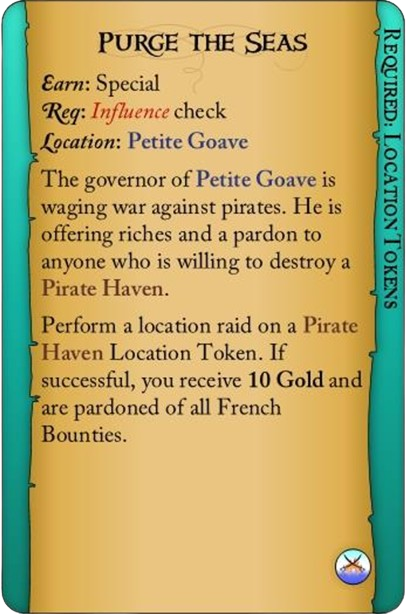 PURGE THE SEAS
Earn: Special
Req: Influence check
Location: Petite Goave
The governor of Petite Goave is
waging war against pirates. He is
offering riches and a pardon to
anyone who is willing to destroy a
Pirate Haven.
Perform a location raid on a Pirate
Haven Location Token. If
successful, you receive 10 Gold and
are pardoned of all French
Bounties.
REQUIRED: LOCATION TOKENS